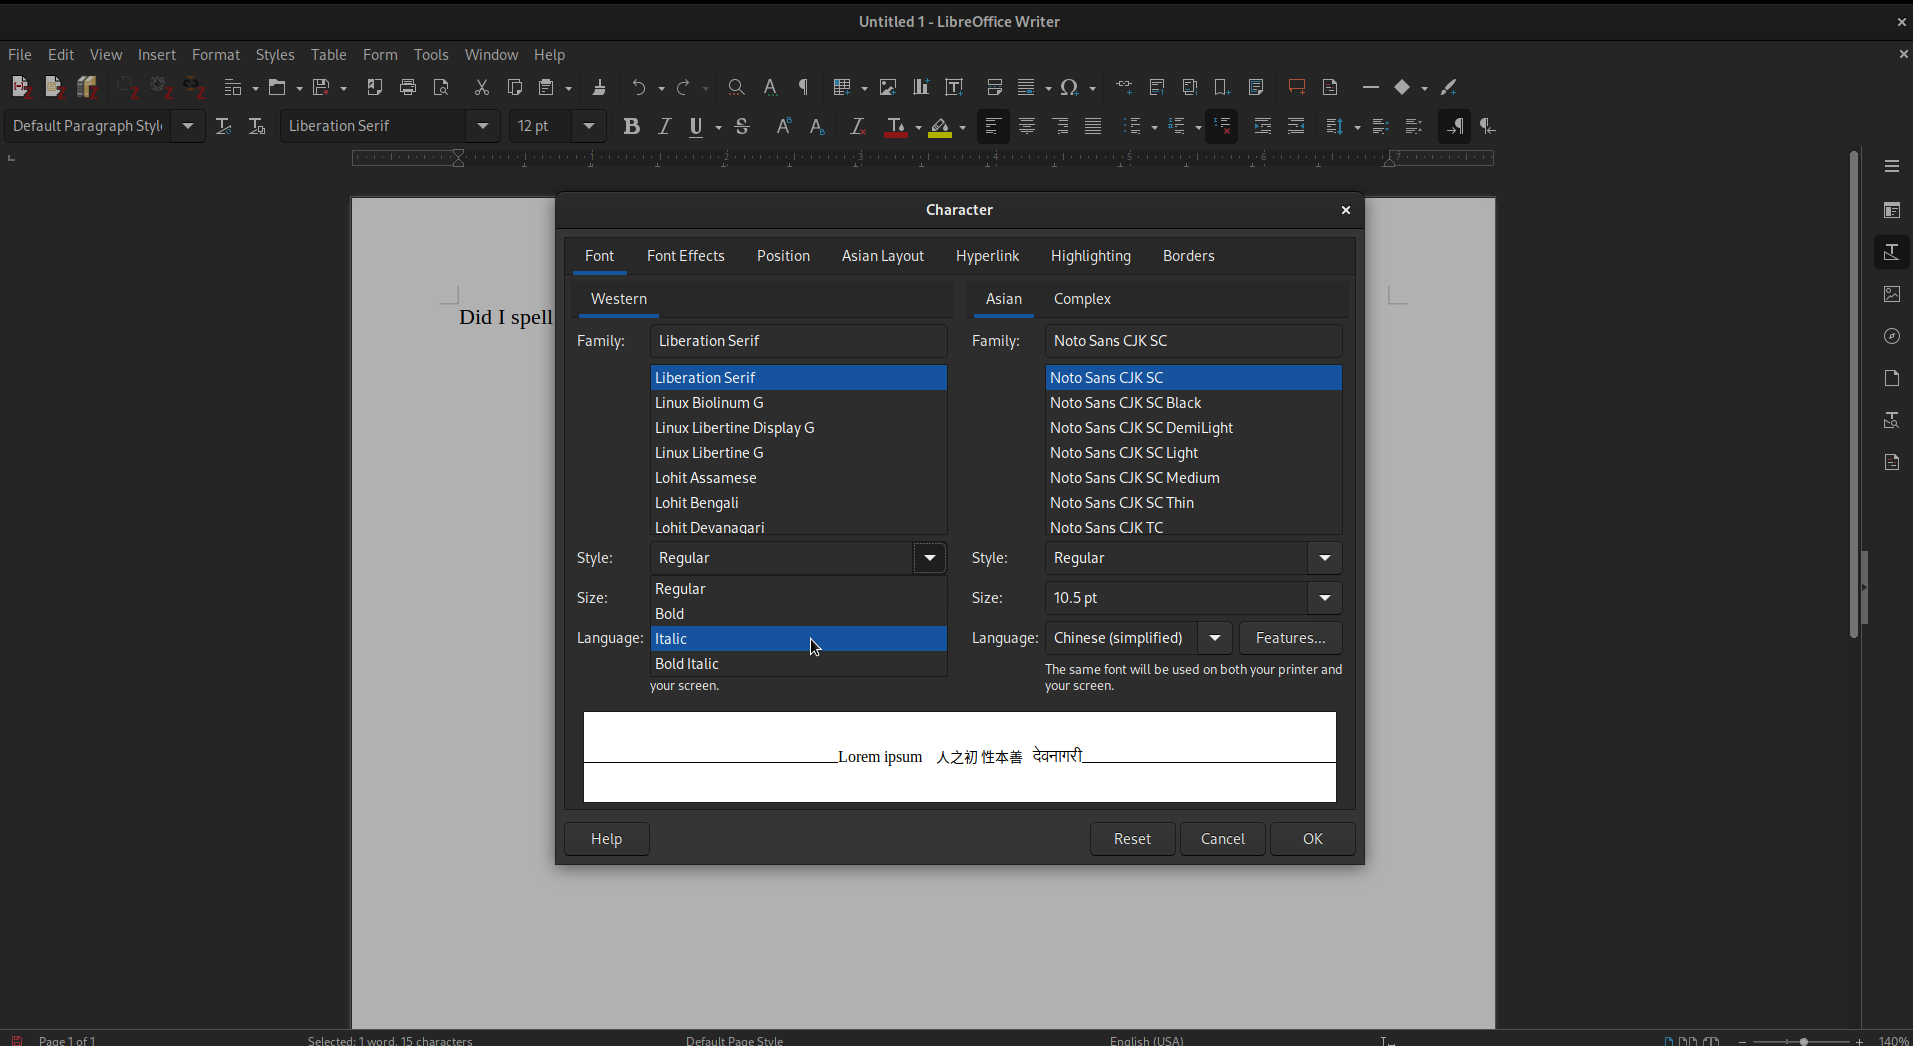 Untitled 1 - LibreOffice Writer
File Edit View Insert Format Styles Table Form Tools Window Help
Default Paragraph Styl Liberation Serif 12 pt
1 2 3 4 5 6 7
Did I spell
Character
Font Font Effects Position Asian Layout Hyperlink Highlighting Borders
Western Asian Complex
Family: Liberation Serif Family: Noto Sans CJK SC
Liberation Serif Noto Sans CJK SC
Linux Biolinum G Noto Sans CJK SC Black
Linux Libertine Display G Noto Sans CJK SC DemiLight
Linux Libertine G Noto Sans CJK SC Light
Lohit Assamese Noto Sans CJK SC Medium
Lohit Bengali Noto Sans CJK SC Thin
Lohit Devanagari Noto Sans CJK TC
Style: Regular Style: Regular
Regular
Size: Size: 10.5 pt
Bold
Language: Italic Language: Chinese (simplified) Features...
Bold Italic The same font will be used on both your printer and
your screen. your screen.
Lorem ipsum 人之初 性本善 देवनागरी
Help Reset Cancel OK
Page 1 of 1 Selected: 1 word, 15 characters Default Page Style English (USA) 140%